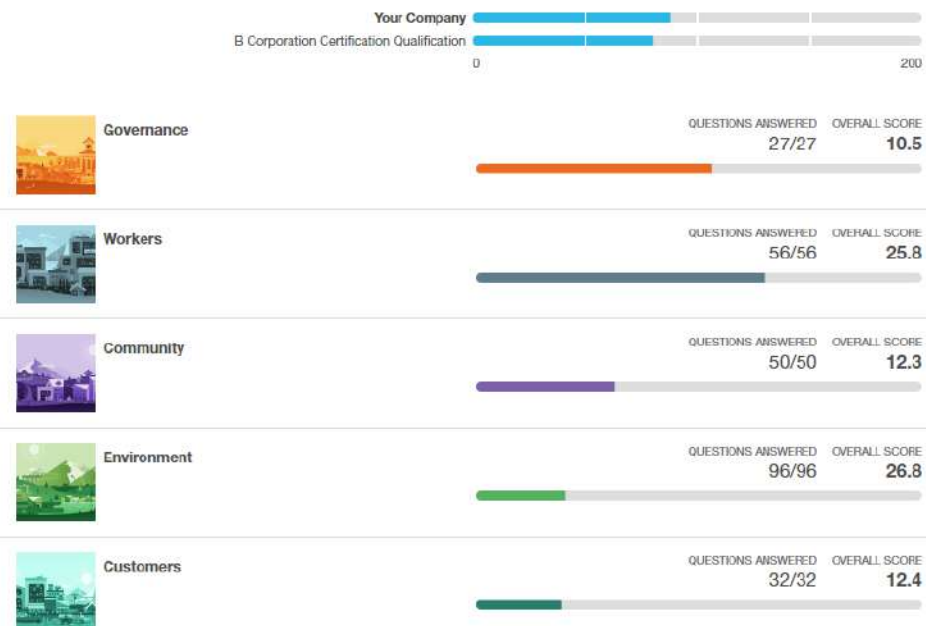 Your Company
B Corporation Certification Qualification
0 200
Governance
QUESTIONS ANSWERED OVERALL SCORE
27/27 10.5
Workers
QUESTIONS ANSWERED OVERALL SCORE
56/56 25.8
Community
QUESTIONS ANSWERED OVERALL SCORE
50/50 12.3
Environment
QUESTIONS ANSWERED OVERALL SCORE
96/96 26.8
Customers
QUESTIONS ANSWERED OVERALL SCORE
32/32 12.4